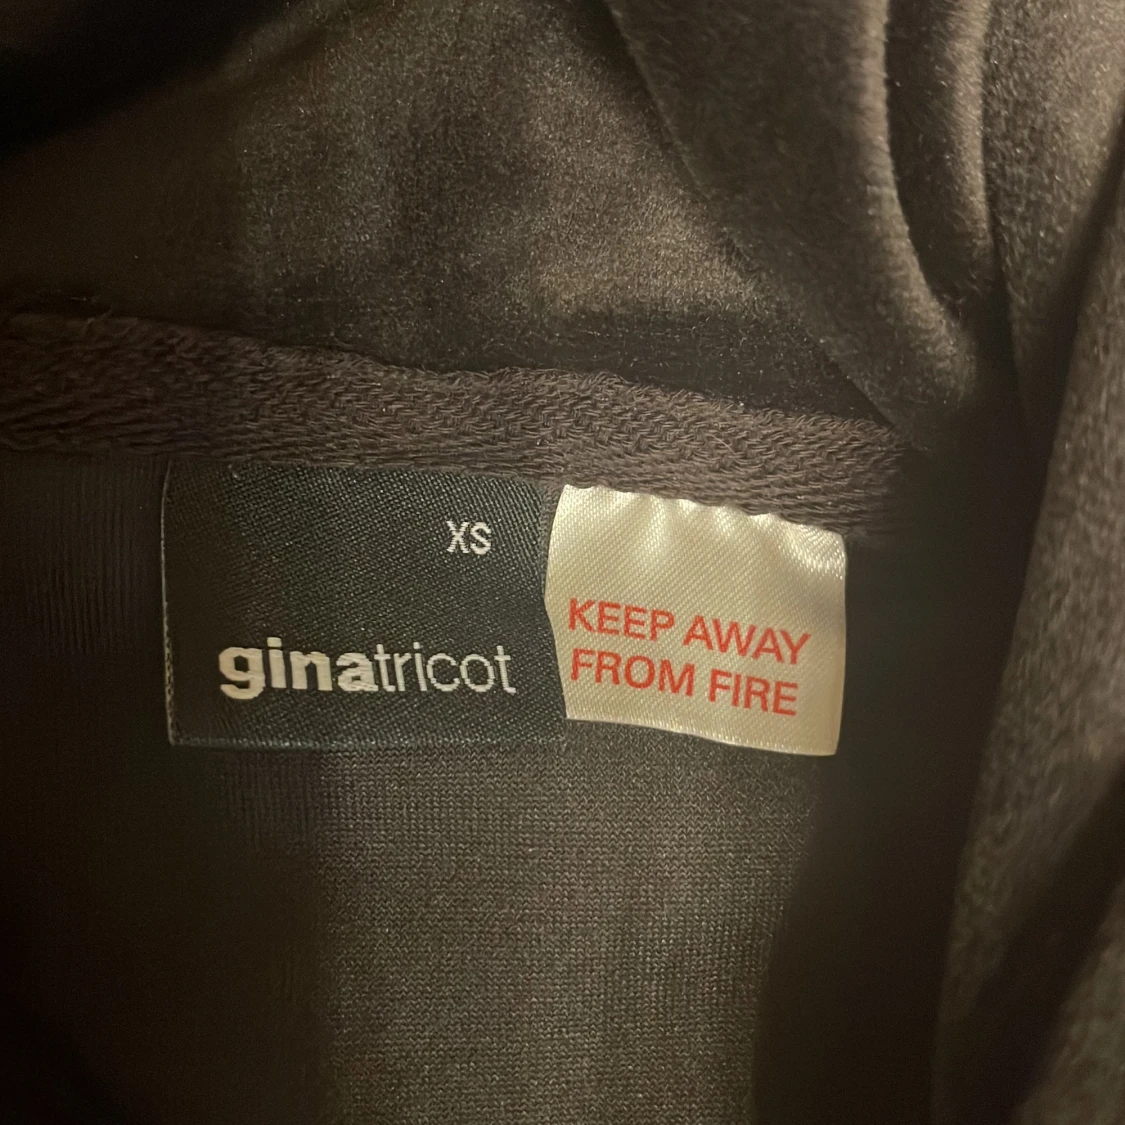 XS
ginatricot
KEEP AWAY
FROM FIRE